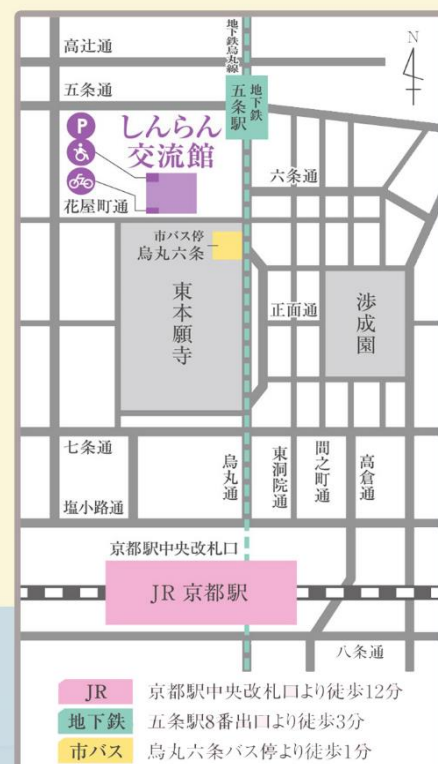 地下鉄烏丸線
N
高辻通
五条通
地下鉄
五条駅
P
しんらん
交流館
六条通
花屋町通
市バス停
烏丸六条
東本願寺
正面通
渉成園
七条通
烏丸通
東洞院通
間之町通
高倉通
塩小路通
京都駅中央改札口
JR 京都駅
八条通
JR 京都駅中央改札口より徒歩12分
地下鉄 五条駅8番出口より徒歩3分
市バス 烏丸六条バス停より徒歩1分